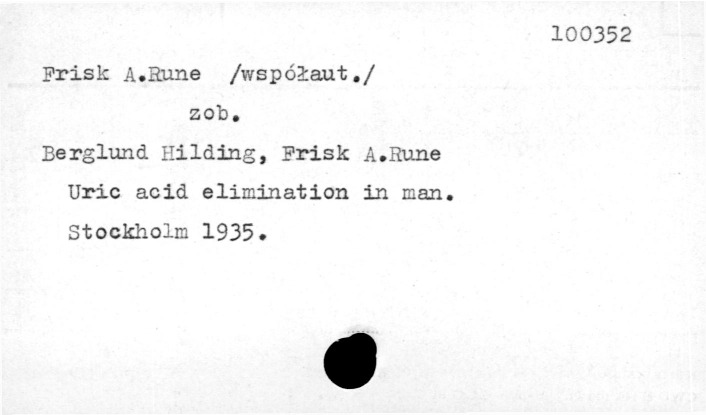 100352
Frisk A.Rune /współaut./
zob.
Berglund Hilding, Frisk A.Rune
Uric acid elimination in man.
Stockholm 1935.